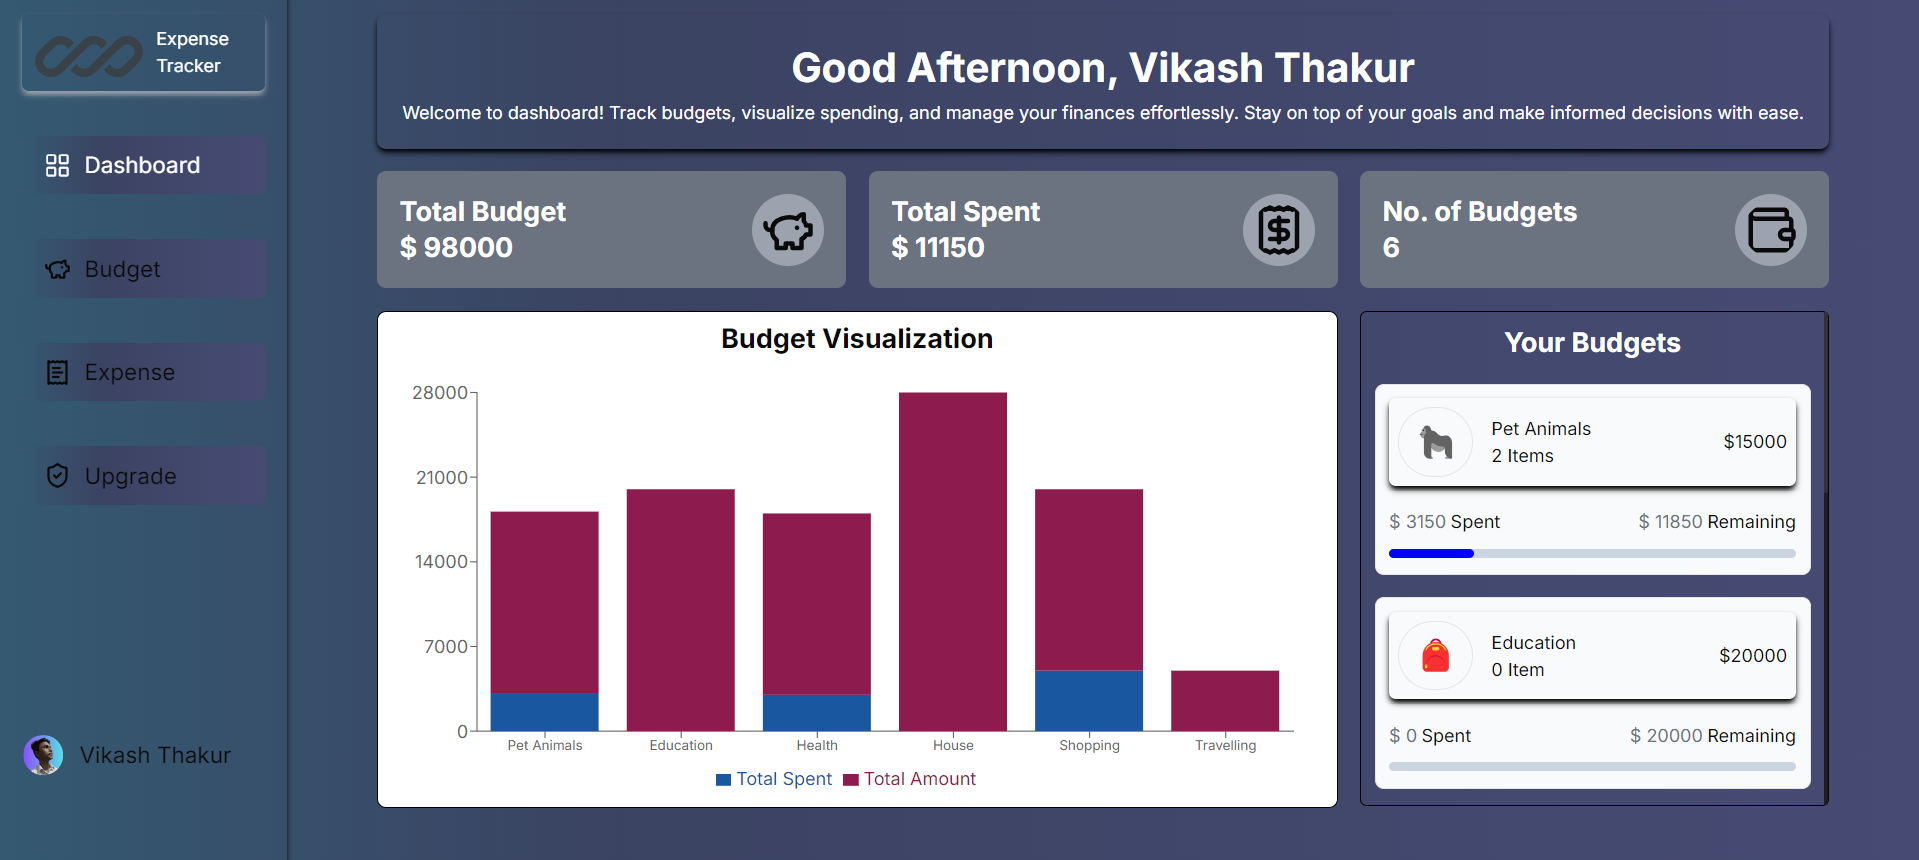 Expense
Tracker
Dashboard
Budget
Expense
Upgrade
Vikash Thakur
Good Afternoon, Vikash Thakur
Welcome to dashboard! Track budgets, visualize spending, and manage your finances effortlessly. Stay on top of your goals and make informed decisions with ease.
Total Budget
$ 98000
Total Spent
$ 11150
No. of Budgets
6
Budget Visualization
28000
21000
14000
7000
0
Pet Animals Education Health House Shopping Travelling
Total Spent Total Amount
Your Budgets
Pet Animals
2 Items
$15000
$ 3150 Spent $ 11850 Remaining
Education
0 Item
$20000
$ 0 Spent $ 20000 Remaining